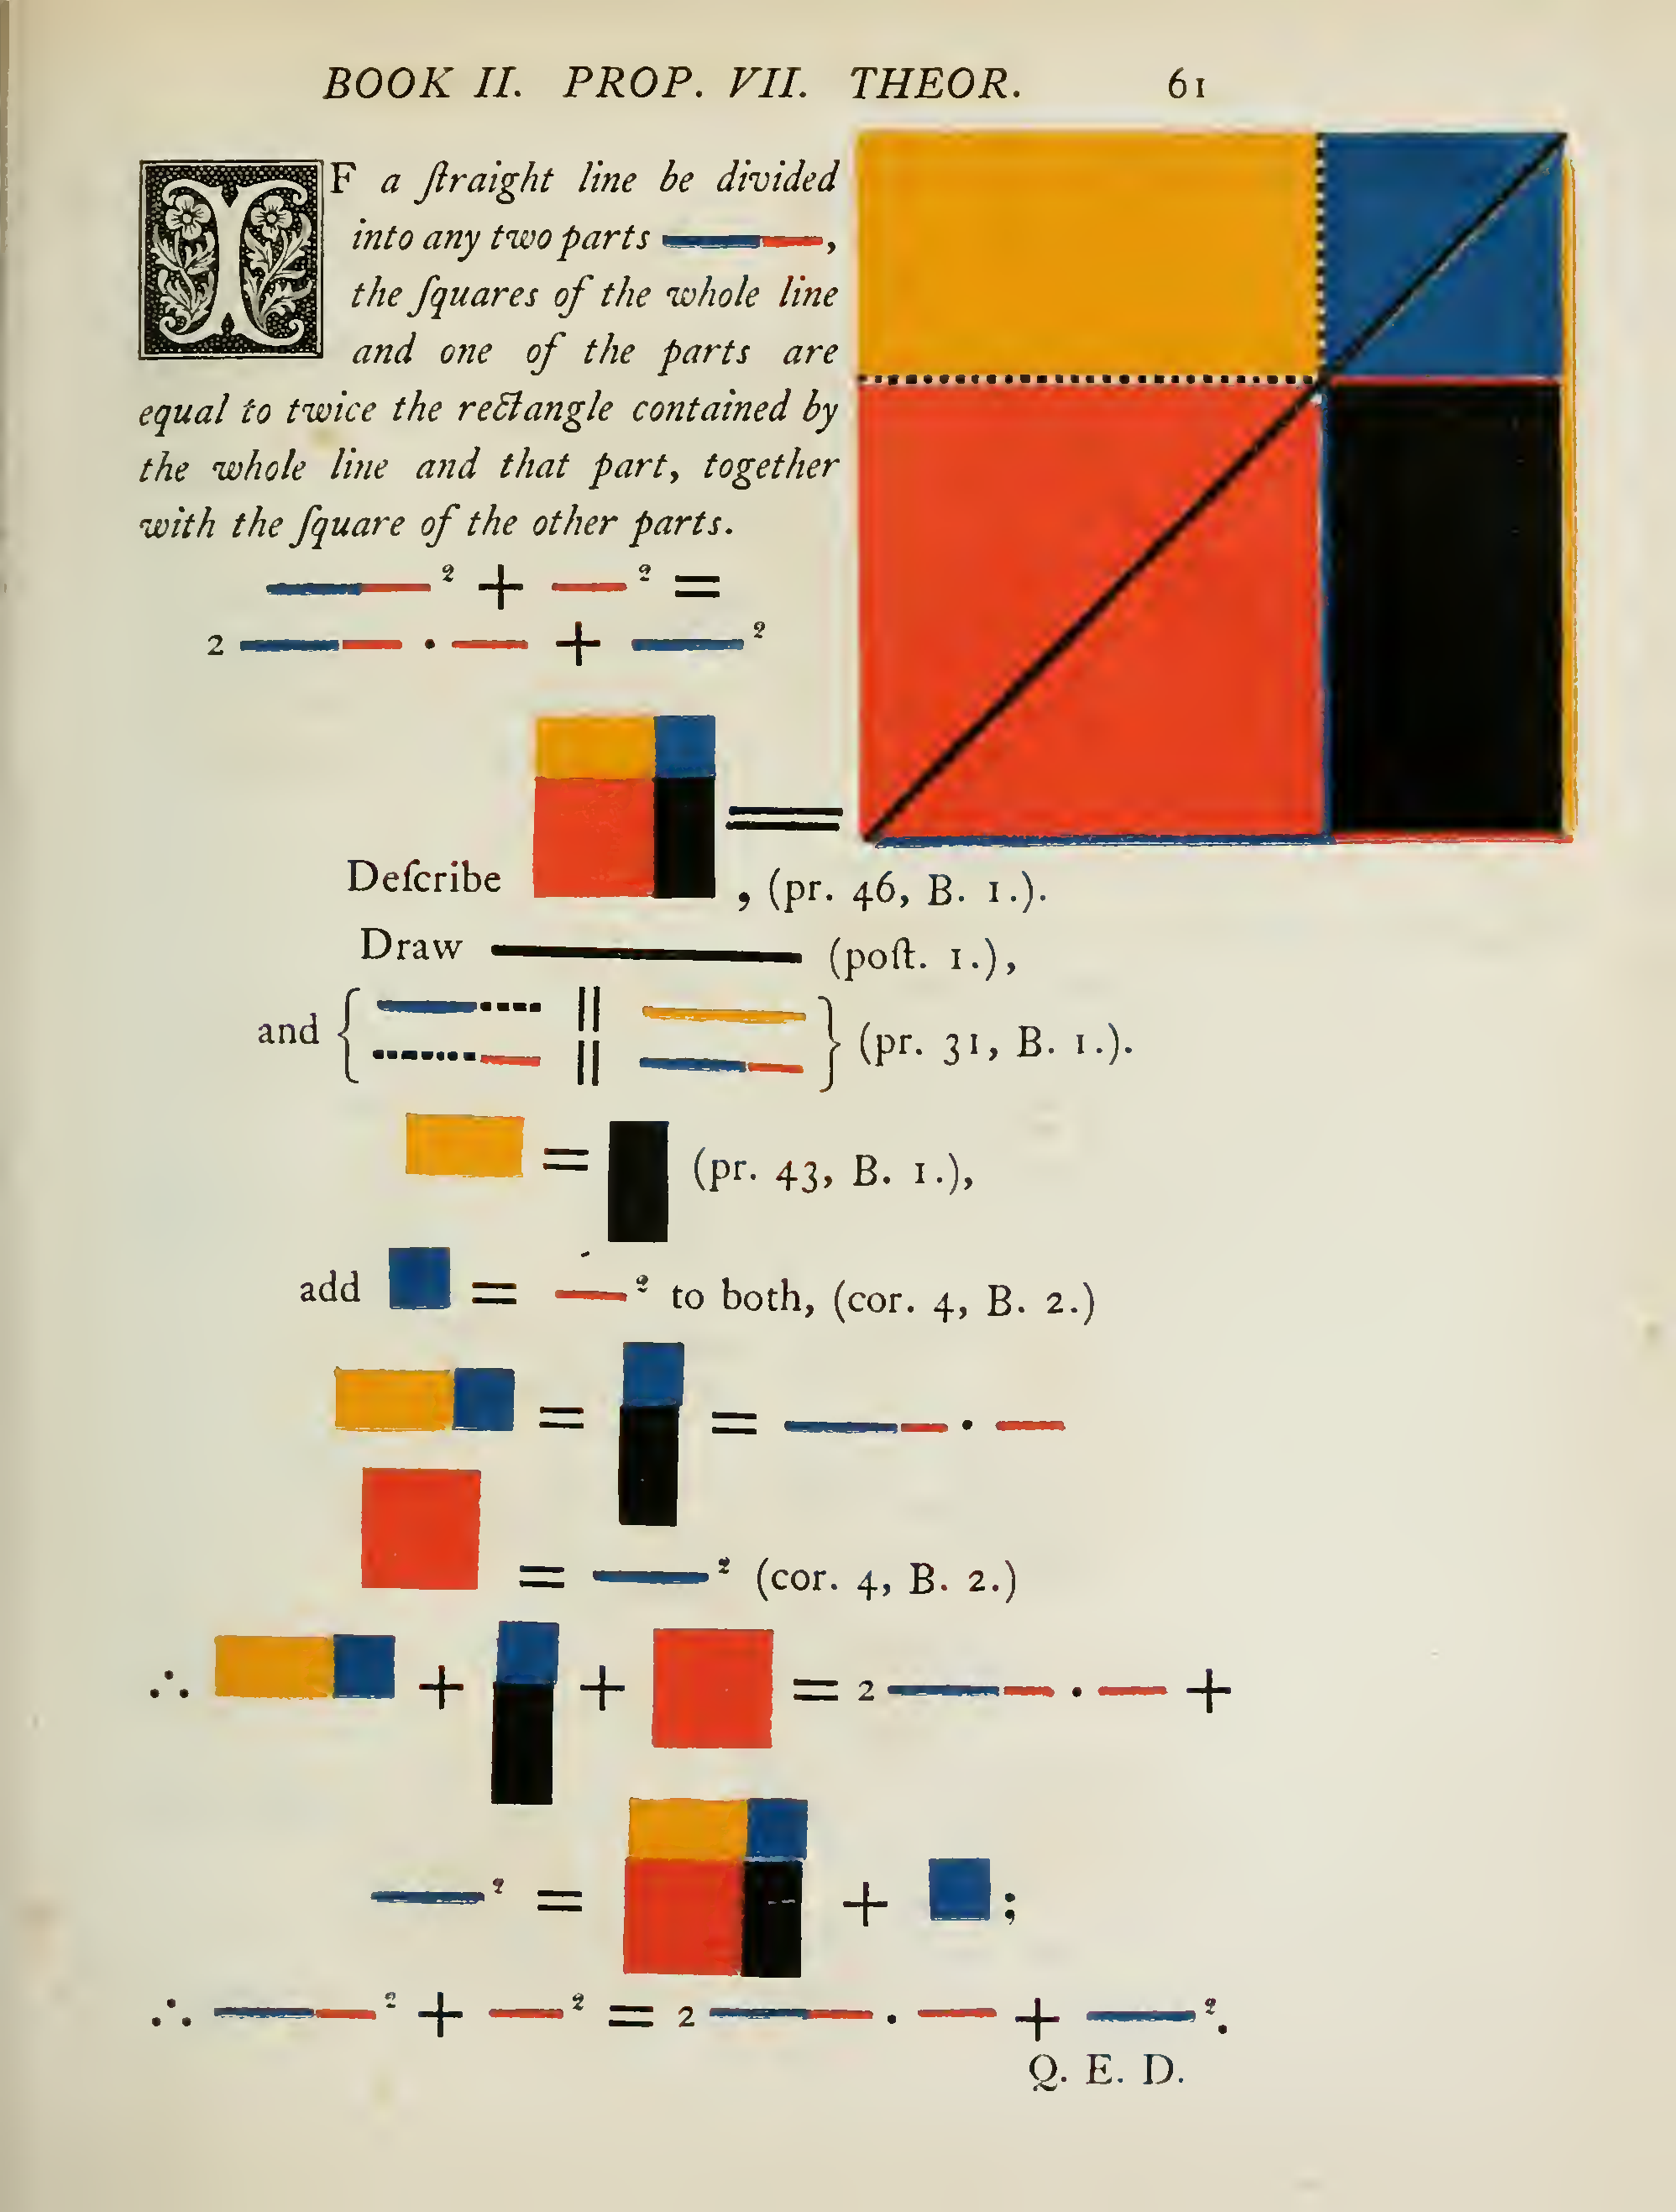 BOOK II. PROP. VII. THEOR. 61
IF a ſtraight line be divided
into any two parts ,
the ſquares of the whole line
and one of the parts are
equal to twice the rectangle contained by
the whole line and that part, together
with the ſquare of the other parts.
² + ² =
2 · + ²
=
Deſcribe , (pr. 46, B. 1.).
Draw (poſt. 1.),
and { || } (pr. 31, B. 1.).
||
= (pr. 43, B. 1.),
add = ² to both, (cor. 4, B. 2.)
= = ·
= ² (cor. 4, B. 2.)
∴ + + = 2 · +
² = + ;
∴ ² + ² = 2 · + ².
Q. E. D.